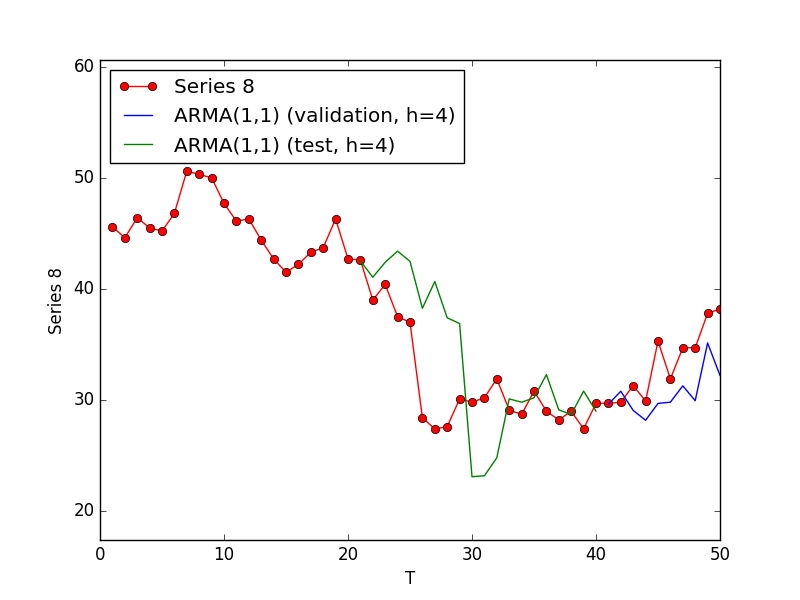 60
50
40
30
20
Series 8
Series 8
ARMA(1,1) (validation, h=4)
ARMA(1,1) (test, h=4)
0 10 20 30 40 50
T